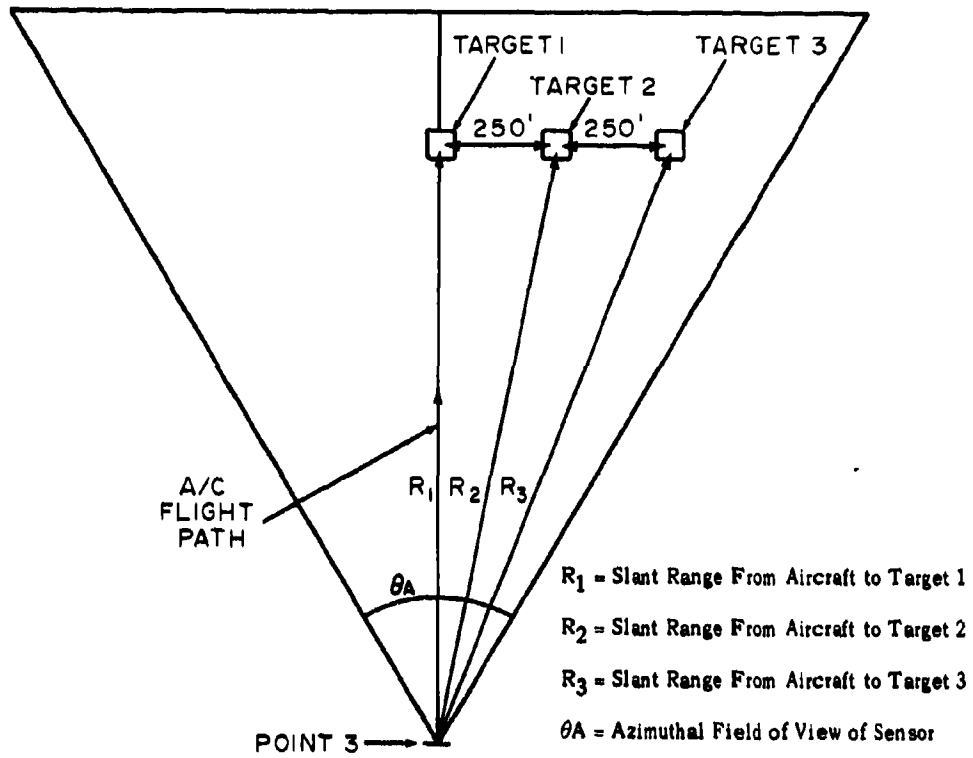 TARGET 1
TARGET 3
TARGET 2
250'
250'
R1
R2
R3
A/C
FLIGHT
PATH
θA
R1 = Slant Range From Aircraft to Target 1
R2 = Slant Range From Aircraft to Target 2
R3 = Slant Range From Aircraft to Target 3
θA = Azimuthal Field of View of Sensor
POINT 3